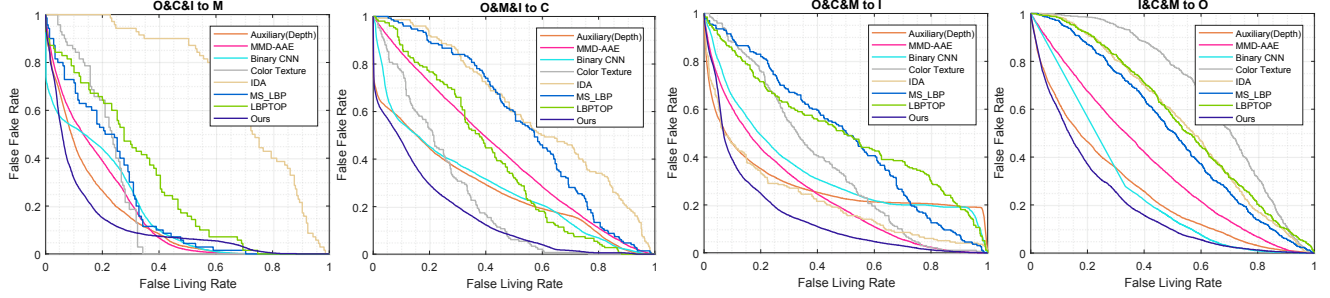 O&C&I to M
False Fake Rate
1
0.8
0.6
0.4
0.2
0
0 0.2 0.4 0.6 0.8 1
False Living Rate
Auxiliary(Depth)
MMD-AAE
Binary CNN
Color Texture
IDA
MS_LBP
LBPTOP
Ours
O&M&I to C
False Fake Rate
1
0.8
0.6
0.4
0.2
0
0 0.2 0.4 0.6 0.8 1
False Living Rate
Auxiliary(Depth)
MMD-AAE
Binary CNN
Color Texture
IDA
MS_LBP
LBPTOP
Ours
O&C&M to I
False Fake Rate
1
0.8
0.6
0.4
0.2
0
0 0.2 0.4 0.6 0.8 1
False Living Rate
Auxiliary(Depth)
MMD-AAE
Binary CNN
Color Texture
IDA
MS_LBP
LBPTOP
Ours
I&C&M to O
False Fake Rate
1
0.8
0.6
0.4
0.2
0
0 0.2 0.4 0.6 0.8 1
False Living Rate
Auxiliary(Depth)
MMD-AAE
Binary CNN
Color Texture
IDA
MS_LBP
LBPTOP
Ours